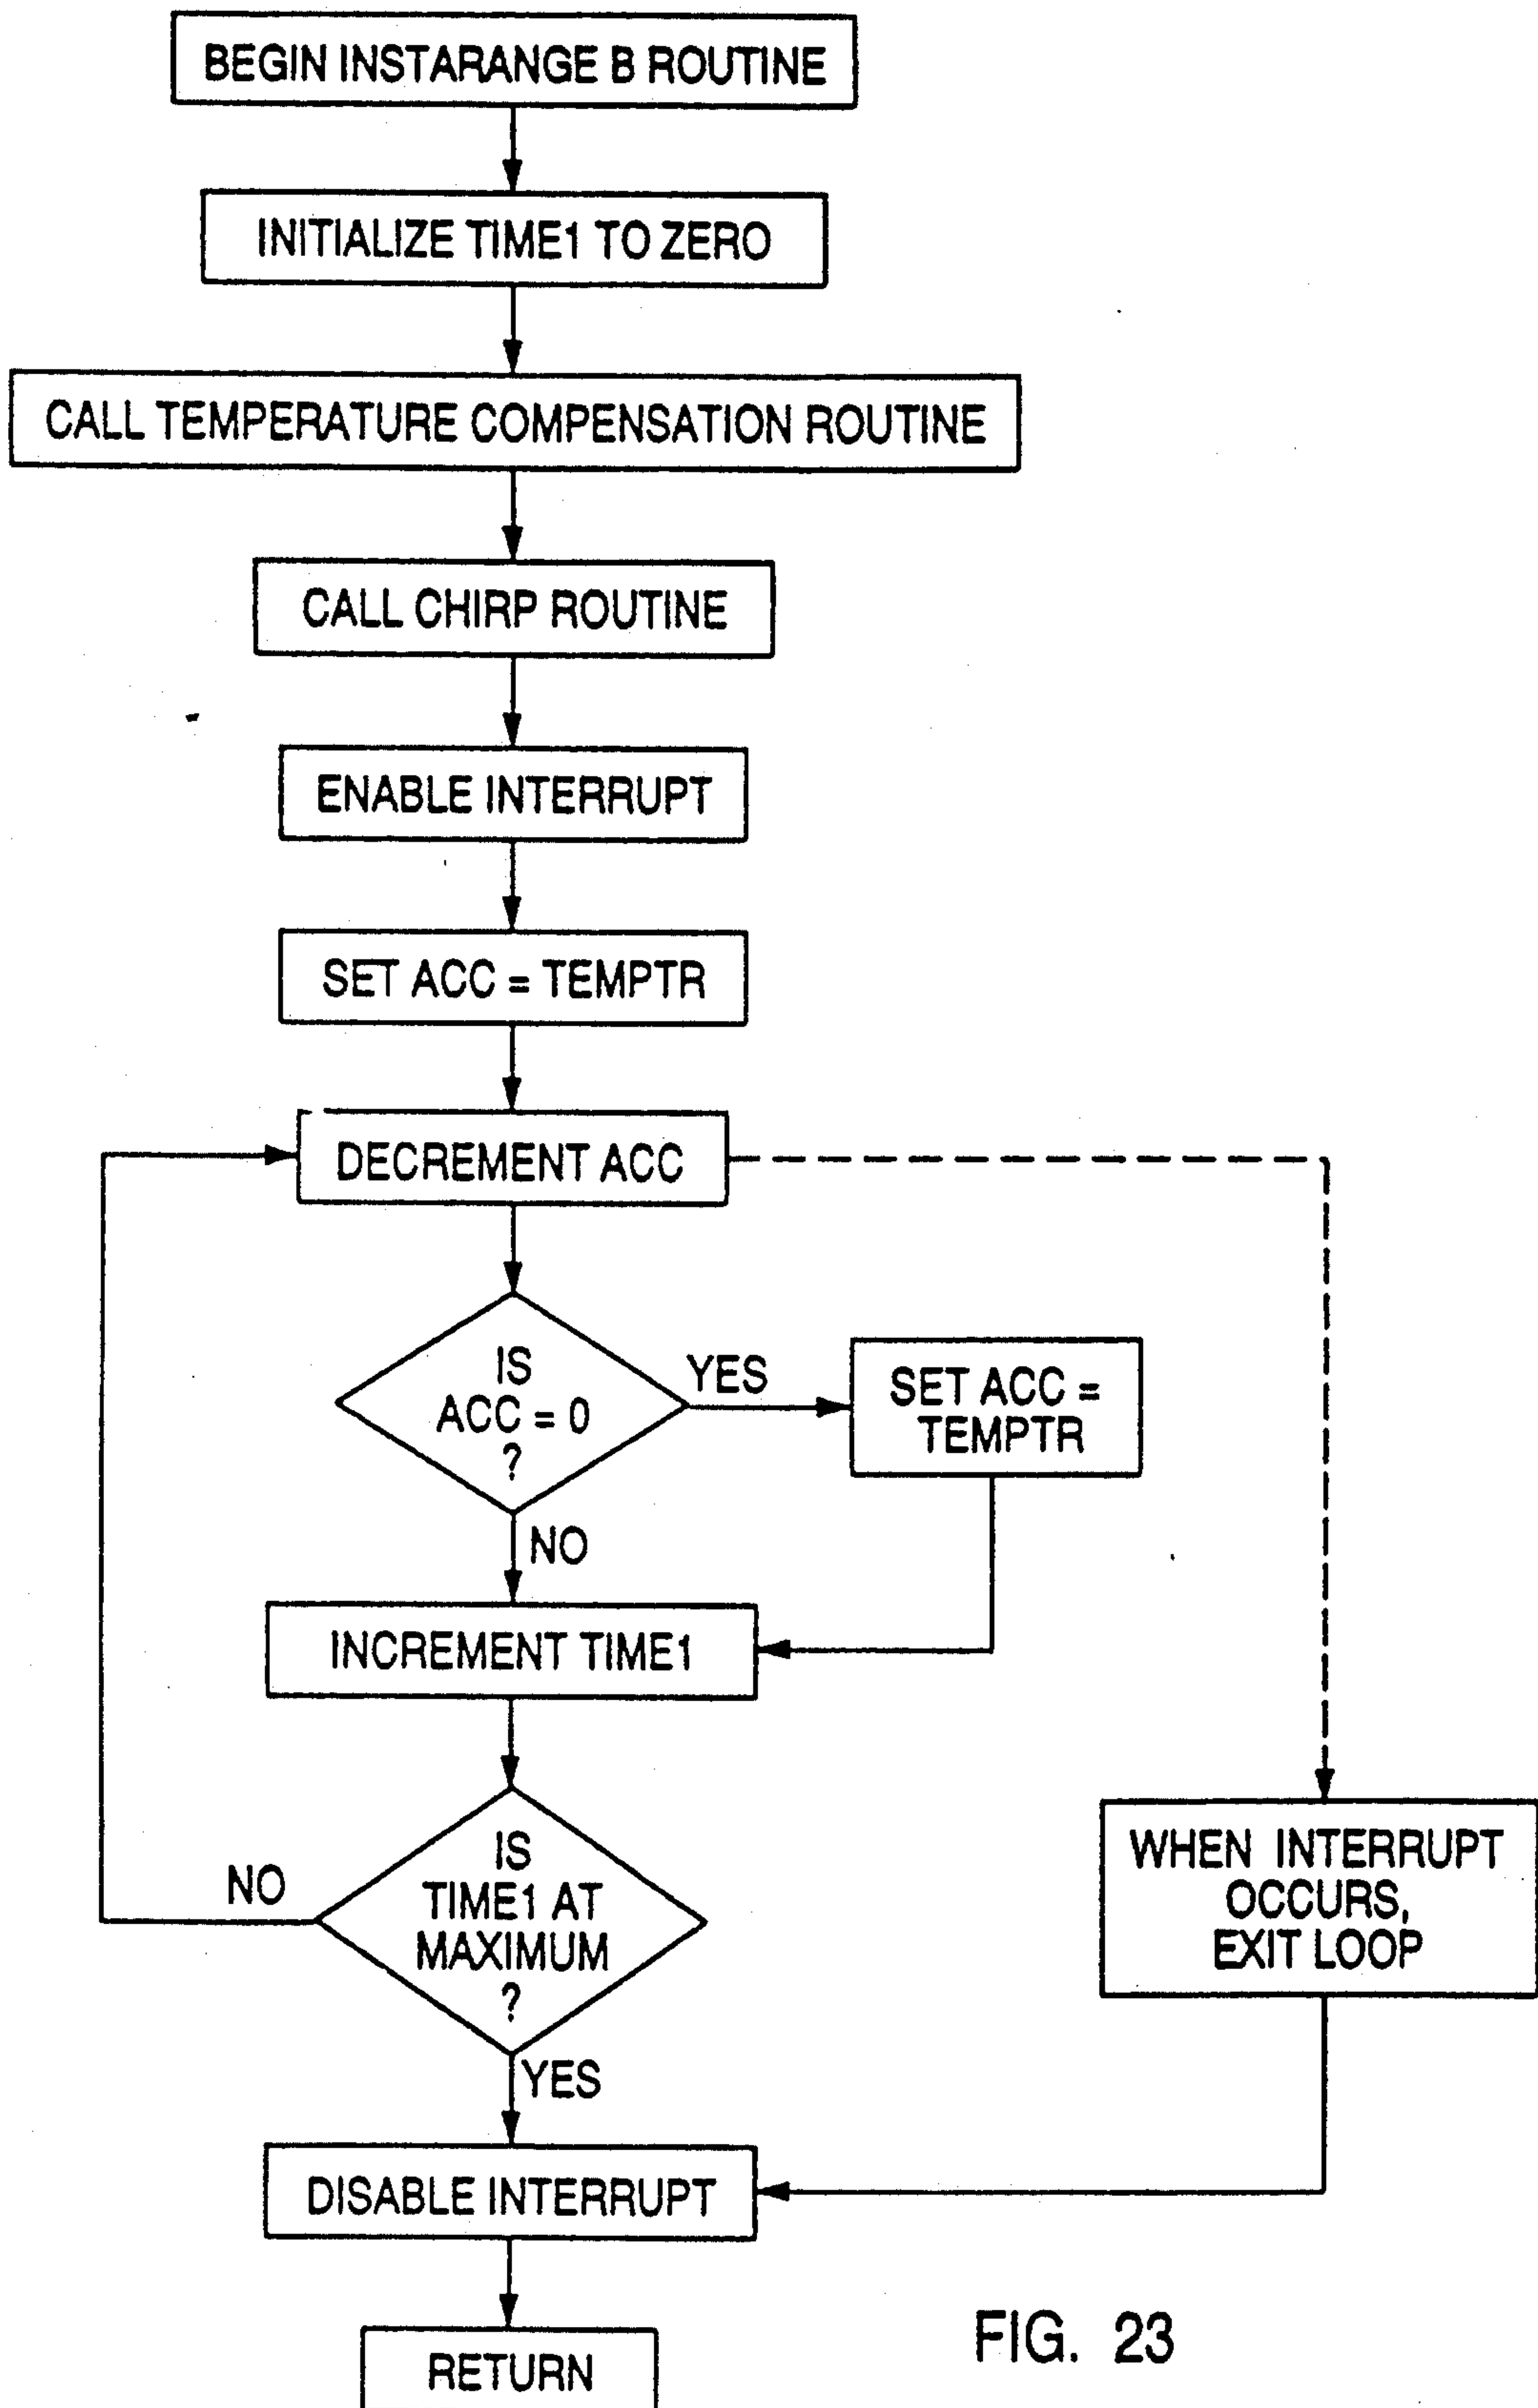 BEGIN INSTARANGE B ROUTINE
INITIALIZE TIME1 TO ZERO
CALL TEMPERATURE COMPENSATION ROUTINE
CALL CHIRP ROUTINE
ENABLE INTERRUPT
SET ACC = TEMPTR
DECREMENT ACC
IS
ACC = 0
?
YES
SET ACC =
TEMPTR
NO
INCREMENT TIME1
IS
TIME1 AT
MAXIMUM
?
NO
YES
WHEN INTERRUPT
OCCURS,
EXIT LOOP
DISABLE INTERRUPT
RETURN
FIG. 23